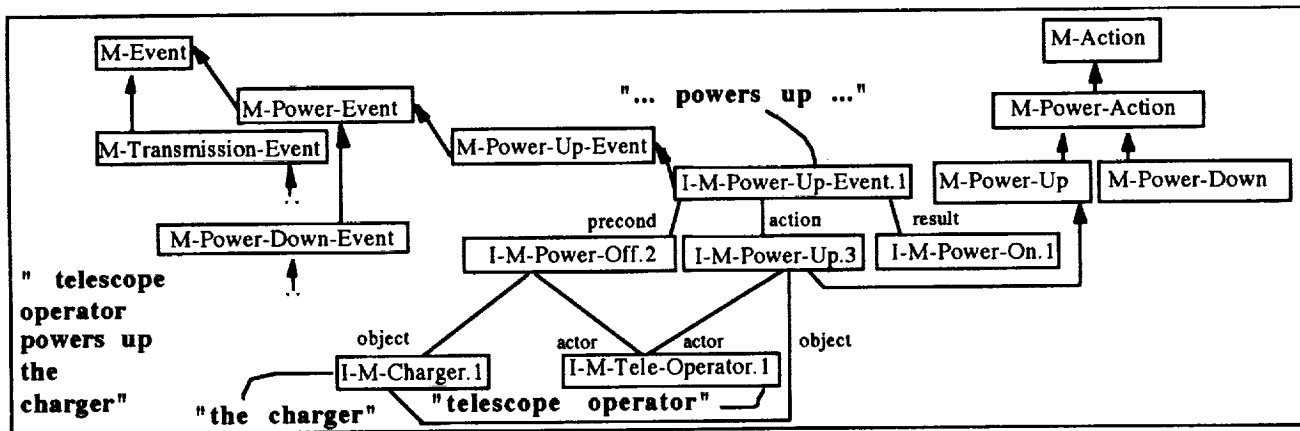 M-Event
M-Action
M-Power-Event
"... powers up ..."
M-Power-Action
M-Transmission-Event
M-Power-Up-Event
I-M-Power-Up-Event.1
M-Power-Up
M-Power-Down
precond
action
result
M-Power-Down-Event
I-M-Power-Off.2
I-M-Power-Up.3
I-M-Power-On.1
" telescope
operator
powers up
the
charger"
object
actor
actor
object
I-M-Charger.1
I-M-Tele-Operator.1
"the charger"
"telescope operator"